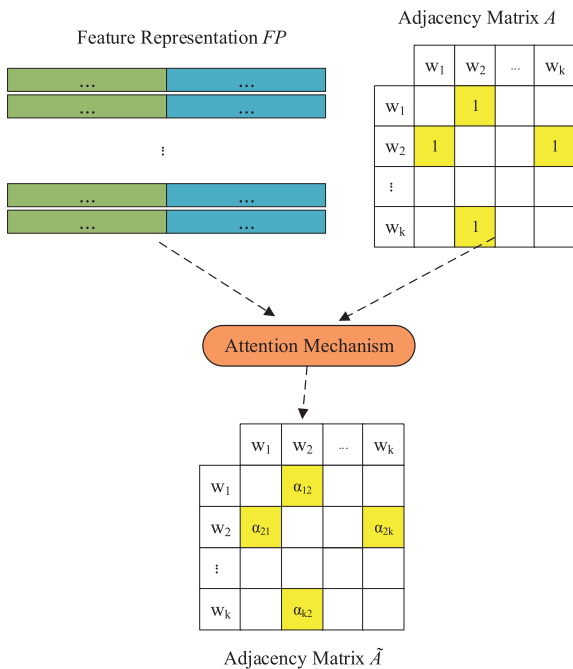 Feature Representation FP
... ...
... ...
⋮
... ...
... ...
Adjacency Matrix A
w₁ w₂ ... wₖ
w₁ 1
w₂ 1 1
⋮
wₖ 1
Attention Mechanism
w₁ w₂ ... wₖ
w₁ α₁₂
w₂ α₂₁ α₂ₖ
⋮
wₖ αₖ₂
Adjacency Matrix Ã